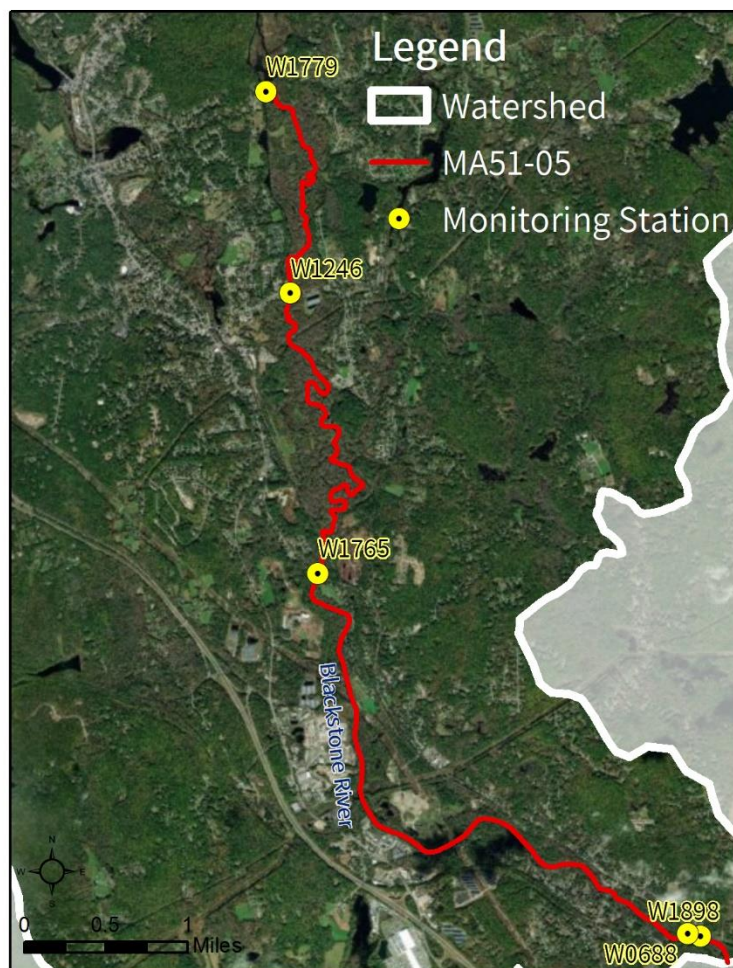 Legend
Watershed
MA51-05
Monitoring Station
W1779
W1246
W1765
Blackstone River
W1898
W0688
N
W E
S
0 0.5 1
Miles